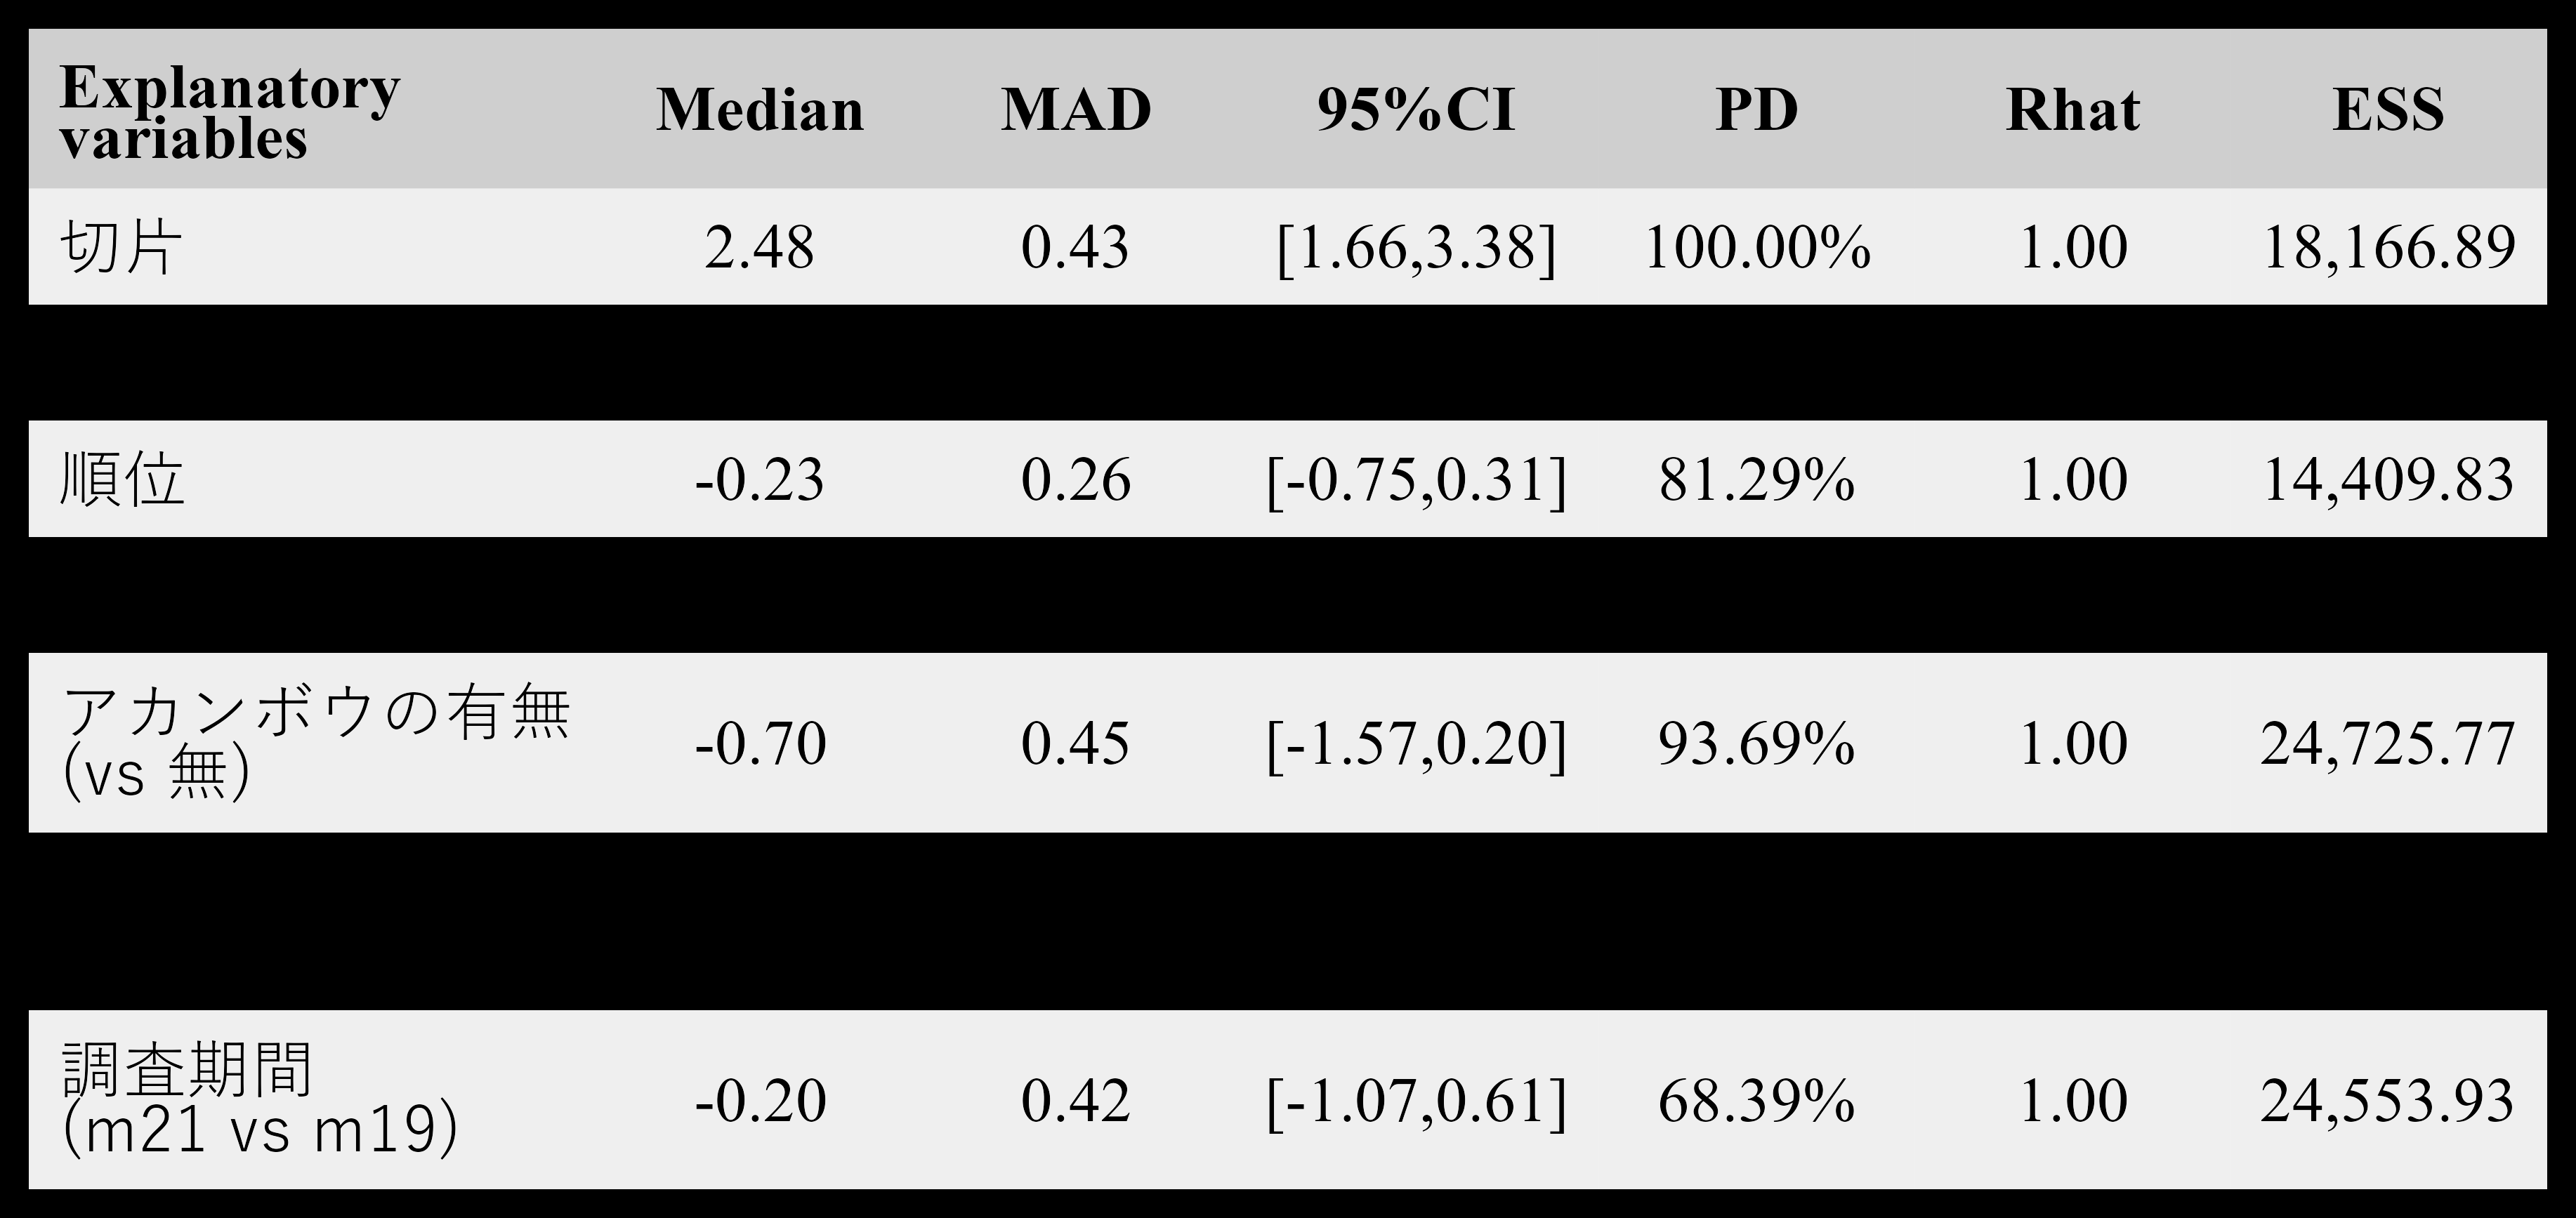 Explanatory
variables
Median MAD 95%CI PD Rhat ESS
切片 2.48 0.43 [1.66,3.38] 100.00% 1.00 18,166.89
順位 -0.23 0.26 [-0.75,0.31] 81.29% 1.00 14,409.83
アカンボウの有無
(vs 無)
-0.70 0.45 [-1.57,0.20] 93.69% 1.00 24,725.77
調査期間
(m21 vs m19)
-0.20 0.42 [-1.07,0.61] 68.39% 1.00 24,553.93